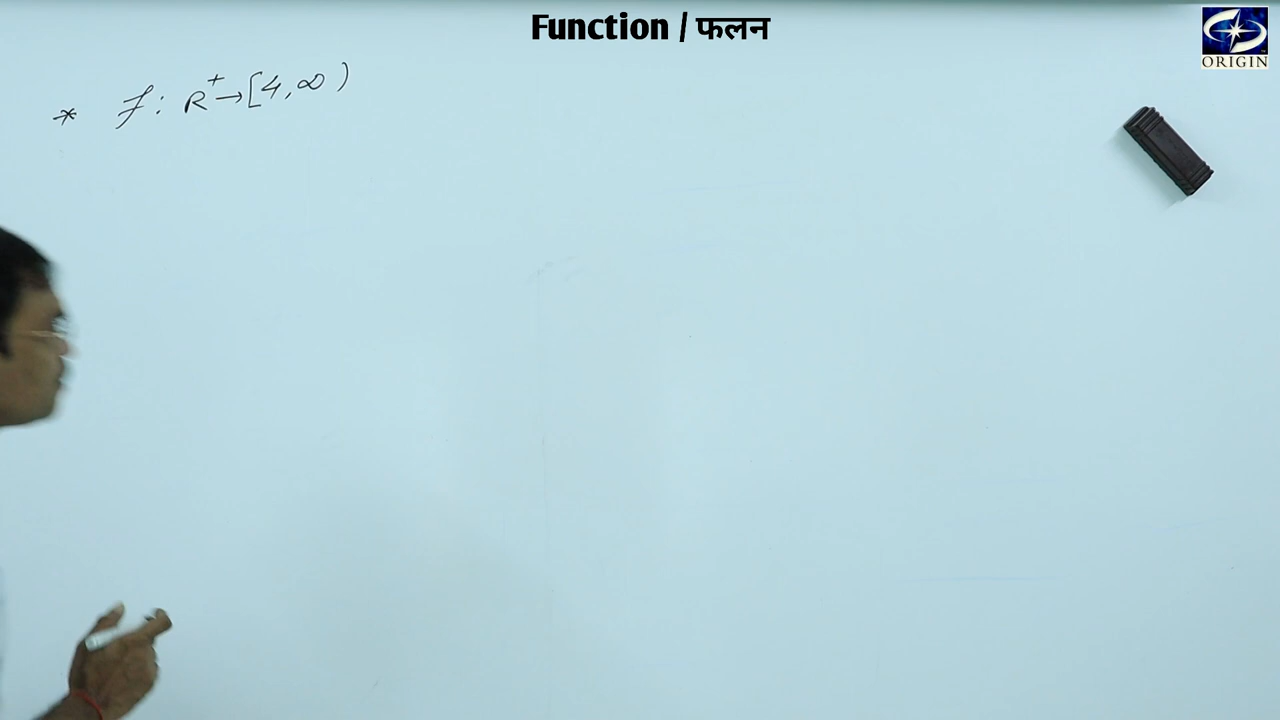 Function / फलन
ORIGIN
* f: R⁺→[4,∞)